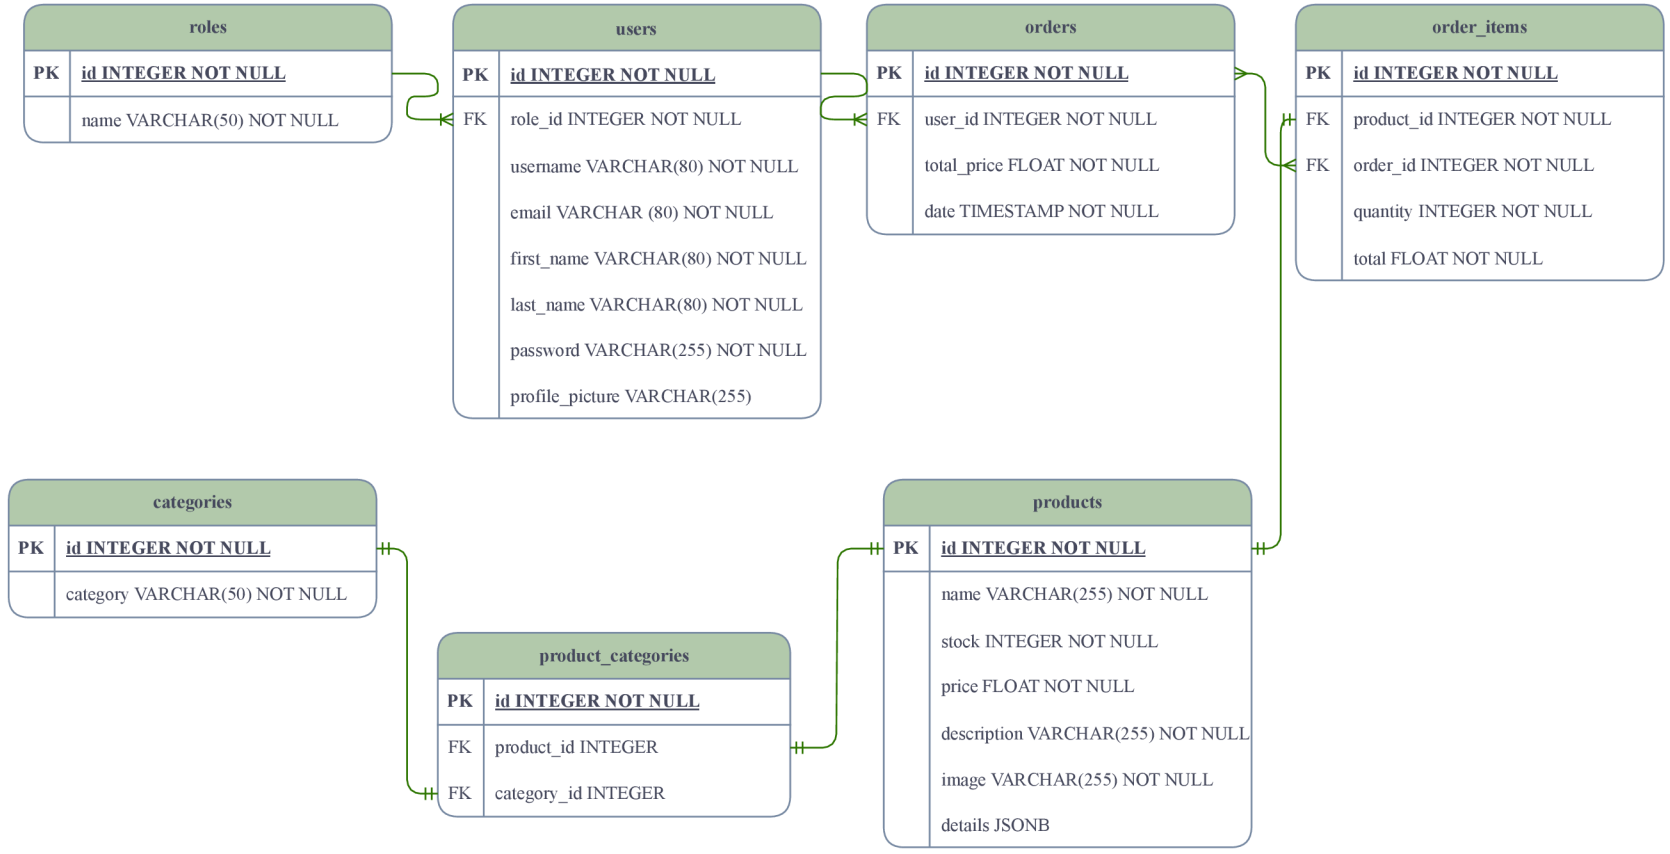 roles
PK id INTEGER NOT NULL
name VARCHAR(50) NOT NULL
users
PK id INTEGER NOT NULL
FK role_id INTEGER NOT NULL
username VARCHAR(80) NOT NULL
email VARCHAR (80) NOT NULL
first_name VARCHAR(80) NOT NULL
last_name VARCHAR(80) NOT NULL
password VARCHAR(255) NOT NULL
profile_picture VARCHAR(255)
orders
PK id INTEGER NOT NULL
FK user_id INTEGER NOT NULL
total_price FLOAT NOT NULL
date TIMESTAMP NOT NULL
order_items
PK id INTEGER NOT NULL
FK product_id INTEGER NOT NULL
FK order_id INTEGER NOT NULL
quantity INTEGER NOT NULL
total FLOAT NOT NULL
categories
PK id INTEGER NOT NULL
category VARCHAR(50) NOT NULL
product_categories
PK id INTEGER NOT NULL
FK product_id INTEGER
FK category_id INTEGER
products
PK id INTEGER NOT NULL
name VARCHAR(255) NOT NULL
stock INTEGER NOT NULL
price FLOAT NOT NULL
description VARCHAR(255) NOT NULL
image VARCHAR(255) NOT NULL
details JSONB